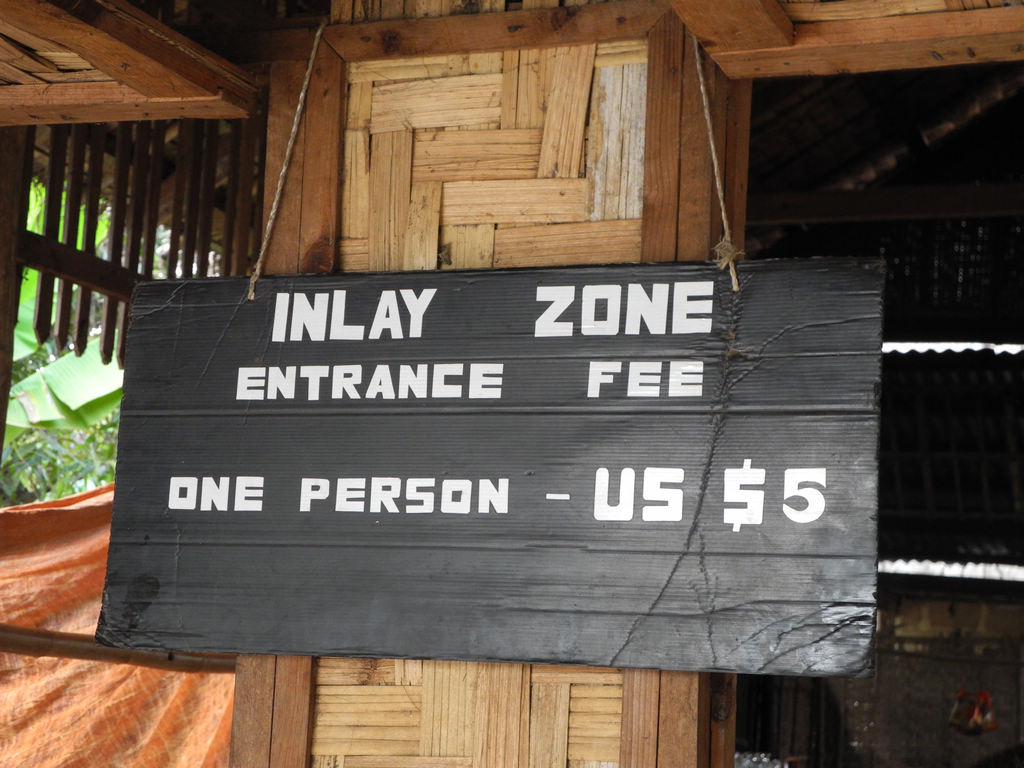 INLAY ZONE
ENTRANCE FEE
ONE PERSON - US $5